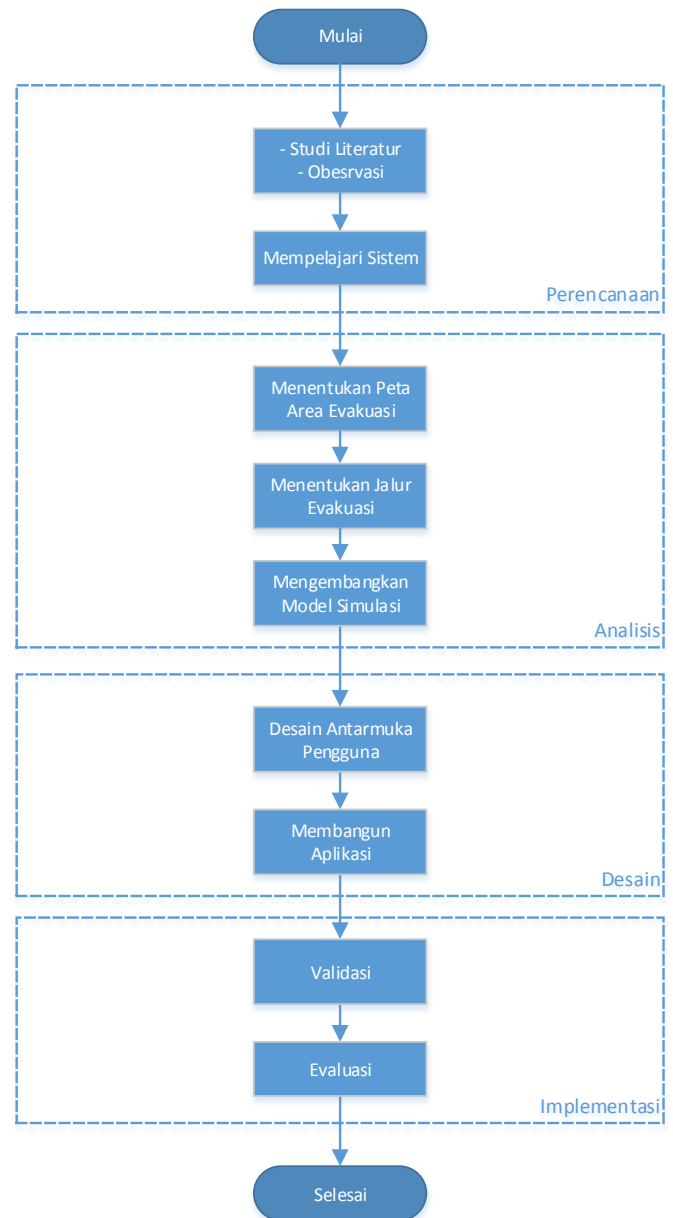 Mulai
- Studi Literatur
- Obesrvasi
Mempelajari Sistem
Perencanaan
Menentukan Peta
Area Evakuasi
Menentukan Jalur
Evakuasi
Mengembangkan
Model Simulasi
Analisis
Desain Antarmuka
Pengguna
Membangun
Aplikasi
Desain
Validasi
Evaluasi
Implementasi
Selesai